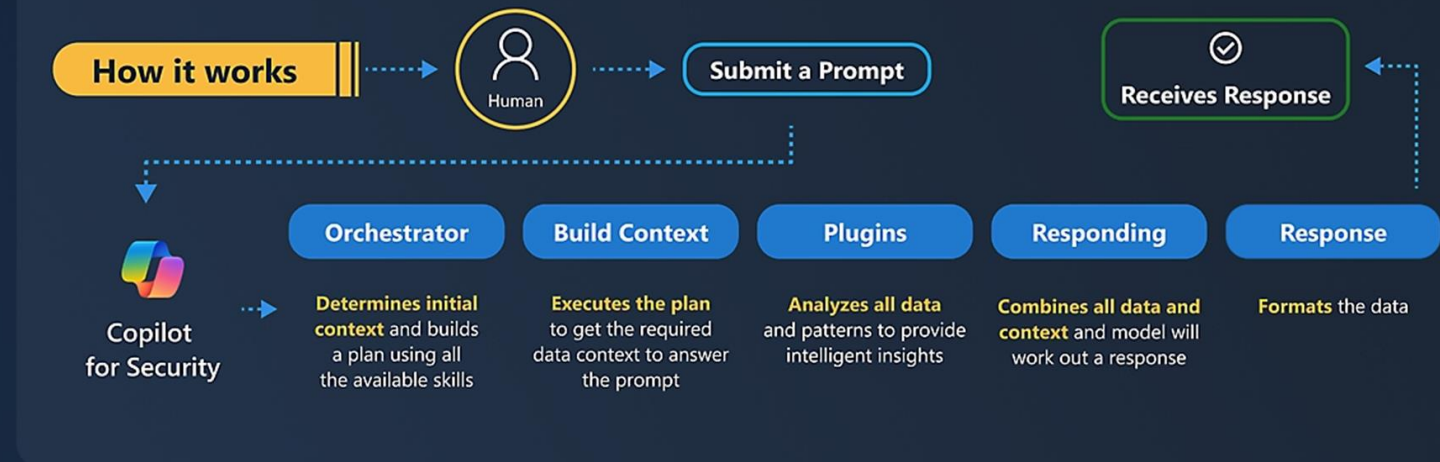 How it works
Human
Submit a Prompt
Receives Response
Copilot
for Security
Orchestrator
Determines initial
context and builds
a plan using all
the available skills
Build Context
Executes the plan
to get the required
data context to answer
the prompt
Plugins
Analyzes all data
and patterns to provide
intelligent insights
Responding
Combines all data and
context and model will
work out a response
Response
Formats the data